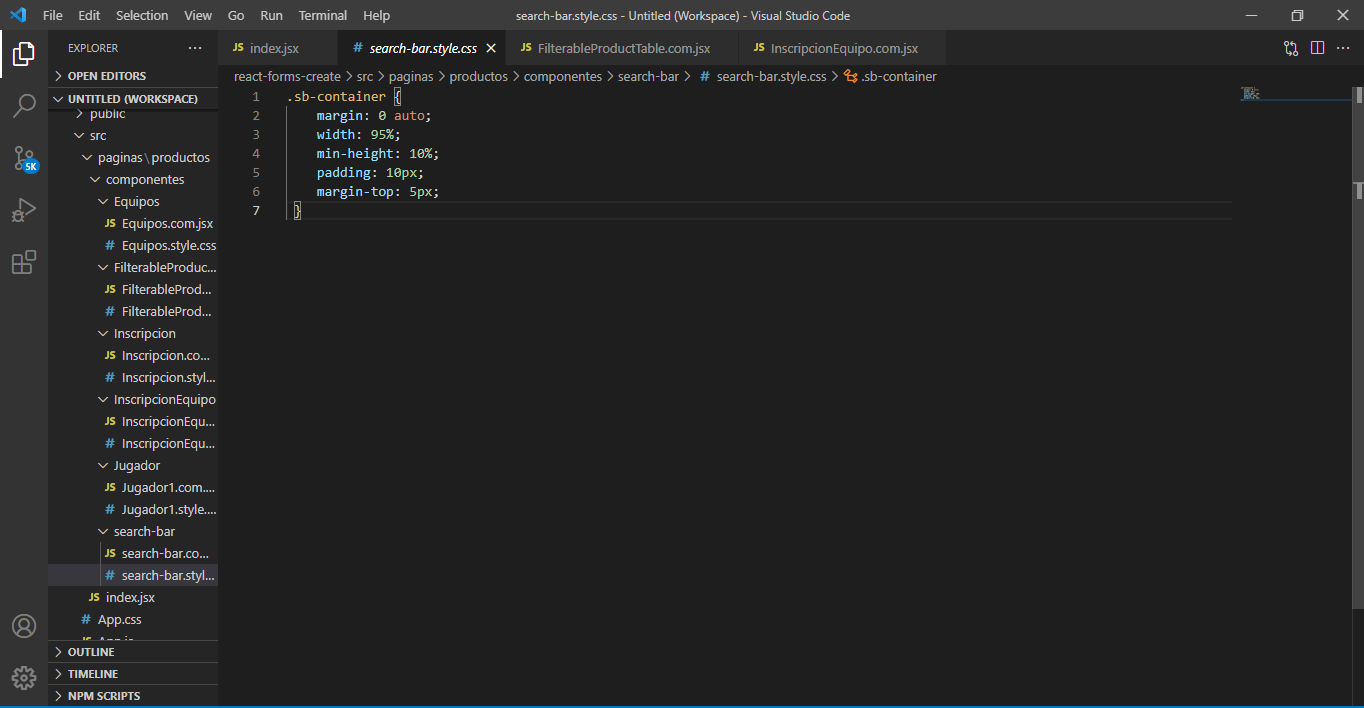 File Edit Selection View Go Run Terminal Help search-bar.style.css - Untitled (Workspace) - Visual Studio Code
EXPLORER ...
JS index.jsx # search-bar.style.css JS FilterableProductTable.com.jsx JS InscripcionEquipo.com.jsx
react-forms-create > src > paginas > productos > componentes > search-bar > # search-bar.style.css > .sb-container
OPEN EDITORS
UNTITLED (WORKSPACE)
public
src
paginas\productos
componentes
Equipos
JS Equipos.com.jsx
# Equipos.style.css
FilterableProduc...
JS FilterableProd...
# FilterableProd...
Inscripcion
JS Inscripcion.co...
# Inscripcion.styl...
InscripcionEquipo
JS InscripcionEqu...
# InscripcionEqu...
Jugador
JS Jugador1.com....
# Jugador1.style....
search-bar
JS search-bar.co...
# search-bar.styl...
JS index.jsx
# App.css
OUTLINE
TIMELINE
NPM SCRIPTS
5K
1 .sb-container {
2 margin: 0 auto;
3 width: 95%;
4 min-height: 10%;
5 padding: 10px;
6 margin-top: 5px;
7 }